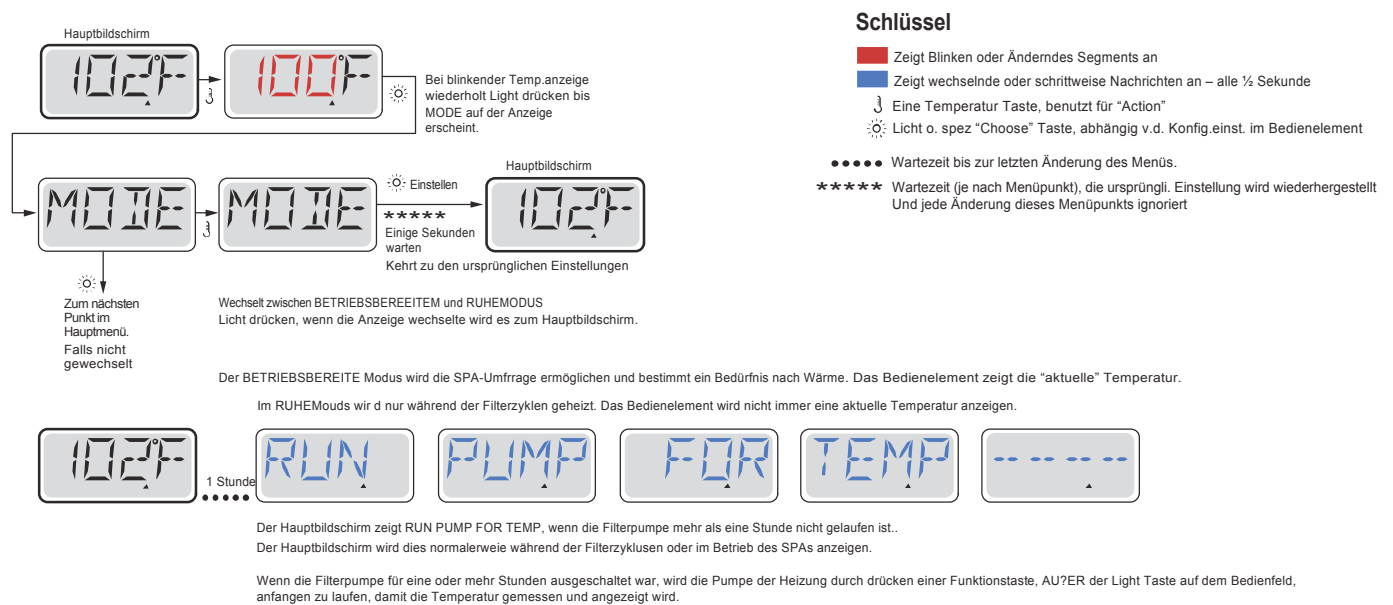 Schlüssel
Zeigt Blinken oder Änderndes Segments an
Zeigt wechselnde oder schrittweise Nachrichten an – alle ½ Sekunde
Eine Temperatur Taste, benutzt für “Action”
Licht o. spez “Choose” Taste, abhängig v.d. Konfig.einst. im Bedienelement
••••• Wartezeit bis zur letzten Änderung des Menüs.
***** Wartezeit (je nach Menüpunkt), die ursprüngli. Einstellung wird wiederhergestellt
Und jede Änderung dieses Menüpunkts ignoriert
Hauptbildschirm
102°F
100°F
Bei blinkender Temp.anzeige
wiederholt Light drücken bis
MODE auf der Anzeige
erscheint.
MODE
MODE
Einstellen
*****
Einige Sekunden
warten
Kehrt zu den ursprünglichen Einstellungen
Hauptbildschirm
102°F
Zum nächsten
Punkt im
Hauptmenü.
Falls nicht
gewechselt
Wechselt zwischen BETRIEBSBEREEITEM und RUHEMODUS
Licht drücken, wenn die Anzeige wechselte wird es zum Hauptbildschirm.
Der BETRIEBSBEREITE Modus wird die SPA-Umfrrage ermöglichen und bestimmt ein Bedürfnis nach Wärme. Das Bedienelement zeigt die “aktuelle” Temperatur.
Im RUHEMouds wir d nur während der Filterzyklen geheizt. Das Bedienelement wird nicht immer eine aktuelle Temperatur anzeigen.
102°F
1 Stunde
•••••
RUN
PUMP
FOR
TEMP
-- -- -- --
Der Hauptbildschirm zeigt RUN PUMP FOR TEMP, wenn die Filterpumpe mehr als eine Stunde nicht gelaufen ist..
Der Hauptbildschirm wird dies normalerweie während der Filterzyklusen oder im Betrieb des SPAs anzeigen.
Wenn die Filterpumpe für eine oder mehr Stunden ausgeschaltet war, wird die Pumpe der Heizung durch drücken einer Funktionstaste, AU?ER der Light Taste auf dem Bedienfeld,
anfangen zu laufen, damit die Temperatur gemessen und angezeigt wird.